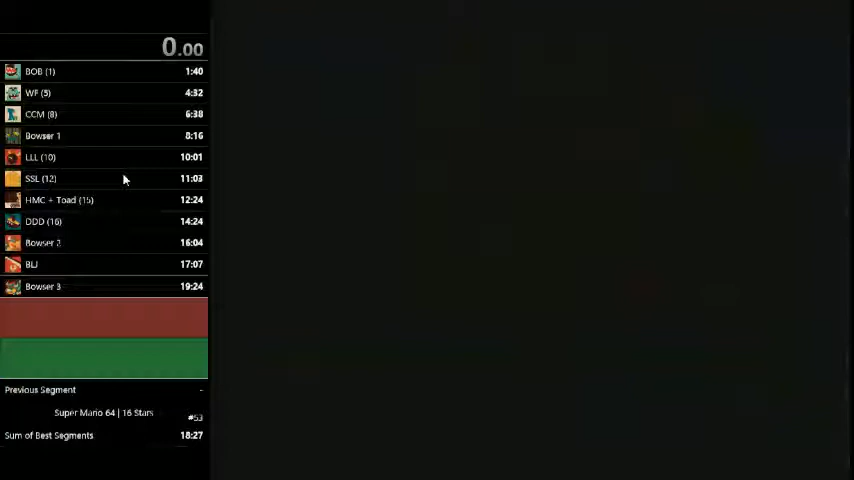 0.00
BOB (1) 1:40
WF (5) 4:32
CCM (8) 6:38
Bowser 1 8:16
LLL (10) 10:01
SSL (12) 11:03
HMC + Toad (15) 12:24
DDD (16) 14:24
Bowser 2 16:04
BLJ 17:07
Bowser 3 19:24
Previous Segment -
Super Mario 64 | 16 Stars #53
Sum of Best Segments 18:27